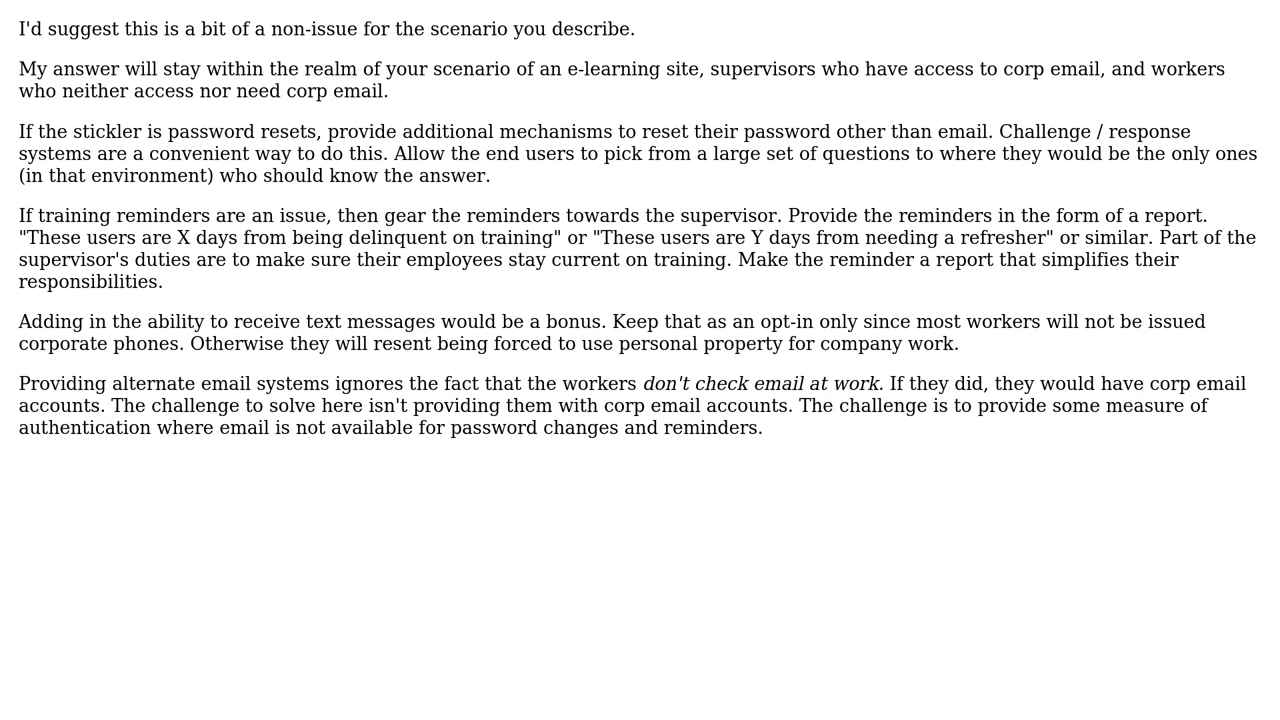 I'd suggest this is a bit of a non-issue for the scenario you describe.
My answer will stay within the realm of your scenario of an e-learning site, supervisors who have access to corp email, and workers
who neither access nor need corp email.
If the stickler is password resets, provide additional mechanisms to reset their password other than email. Challenge / response
systems are a convenient way to do this. Allow the end users to pick from a large set of questions to where they would be the only ones
(in that environment) who should know the answer.
If training reminders are an issue, then gear the reminders towards the supervisor. Provide the reminders in the form of a report.
"These users are X days from being delinquent on training" or "These users are Y days from needing a refresher" or similar. Part of the
supervisor's duties are to make sure their employees stay current on training. Make the reminder a report that simplifies their
responsibilities.
Adding in the ability to receive text messages would be a bonus. Keep that as an opt-in only since most workers will not be issued
corporate phones. Otherwise they will resent being forced to use personal property for company work.
Providing alternate email systems ignores the fact that the workers don't check email at work. If they did, they would have corp email
accounts. The challenge to solve here isn't providing them with corp email accounts. The challenge is to provide some measure of
authentication where email is not available for password changes and reminders.